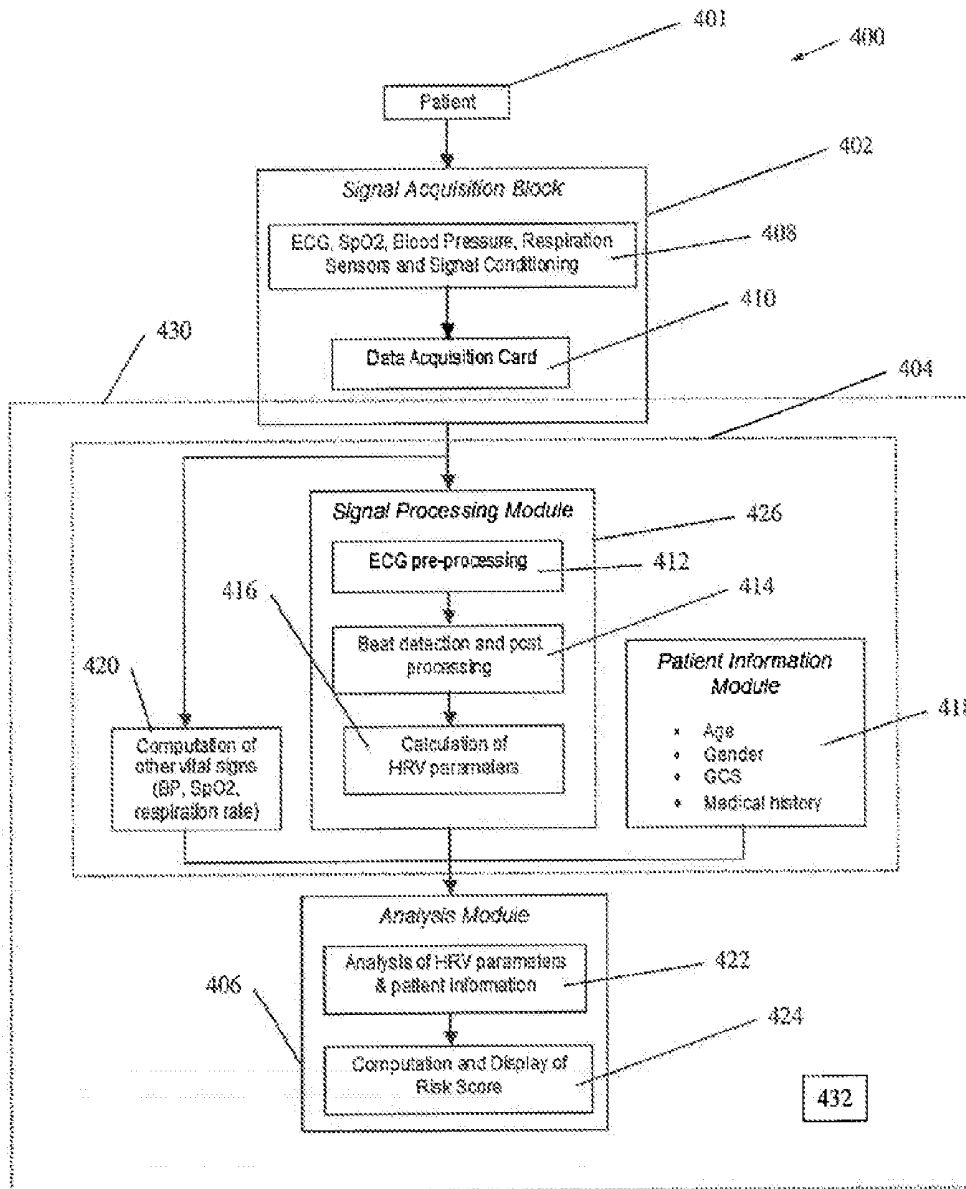 401
400
Patient
402
Signal Acquisition Block
ECG, SpO2, Blood Pressure, Respiration
Sensors and Signal Conditioning
408
410
430
Data Acquisition Card
404
Signal Processing Module
426
ECG pre-processing
412
416
414
Beat detection and post
processing
420
Patient Information
Module
418
Computation of
other vital signs
(BP, SpO2,
respiration rate)
Calculation of
HRV parameters
Age
Gender
GCS
Medical history
Analysis Module
Analysis of HRV parameters
& patient information
422
406
424
Computation and Display of
Risk Score
432